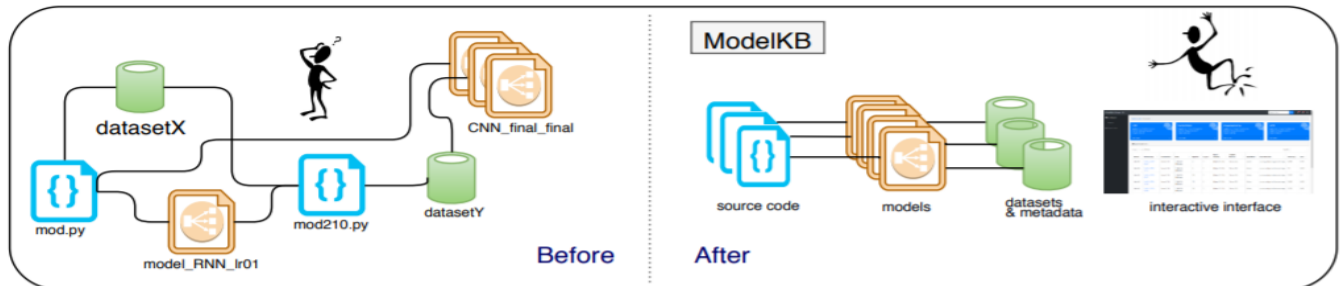 datasetX
CNN_final_final
mod.py
model_RNN_lr01
mod210.py
datasetY
Before
ModelKB
source code
models
datasets
& metadata
interactive interface
After